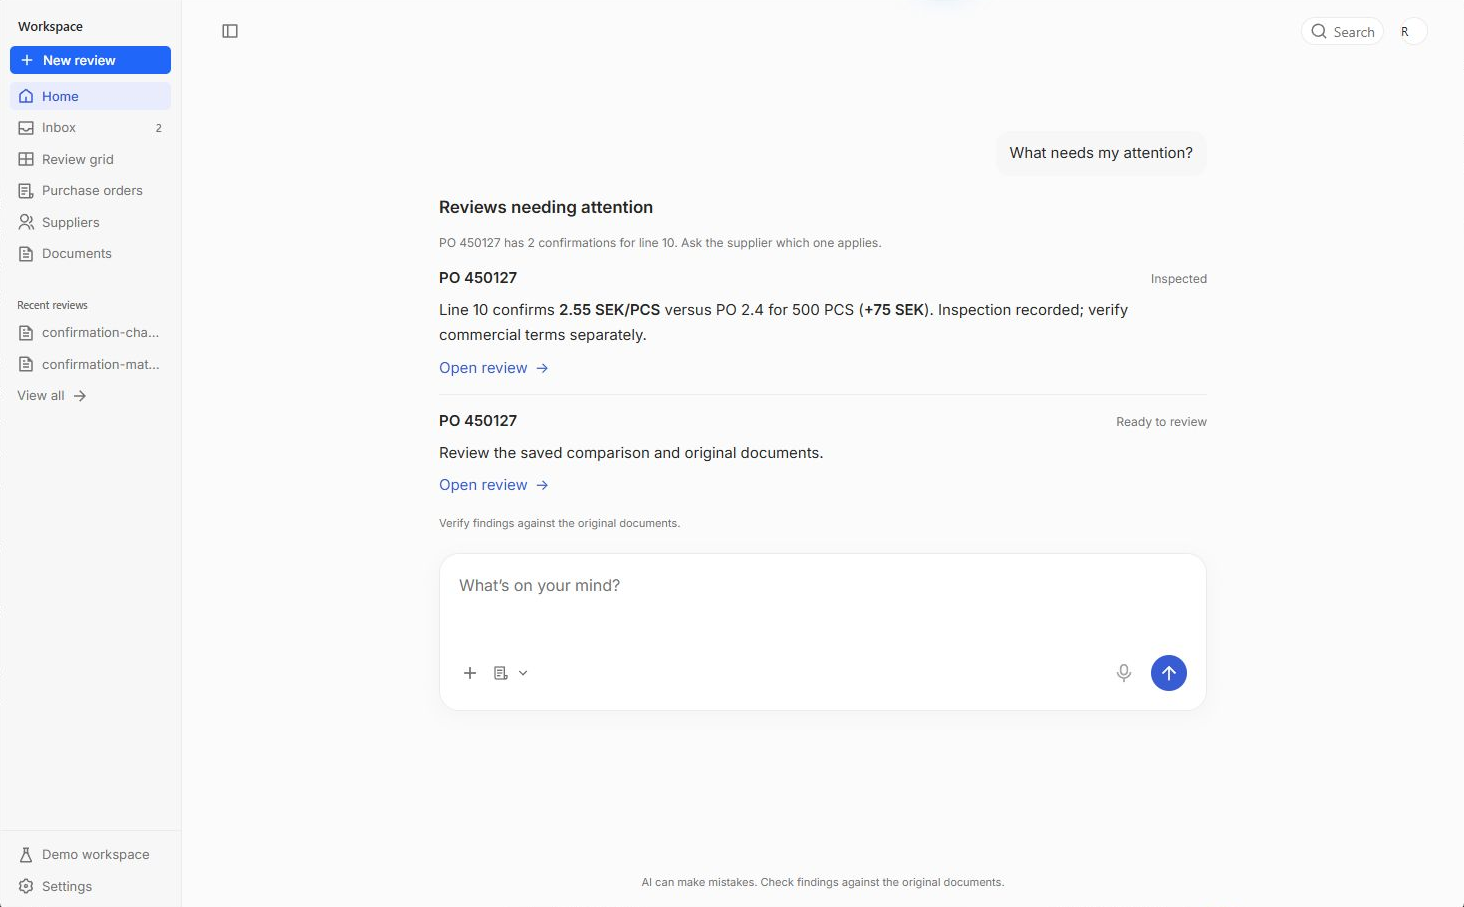 Workspace
New review
Home
Inbox 2
Review grid
Purchase orders
Suppliers
Documents
Recent reviews
confirmation-cha...
confirmation-mat...
View all
Demo workspace
Settings
Search
R
What needs my attention?
Reviews needing attention
PO 450127 has 2 confirmations for line 10. Ask the supplier which one applies.
PO 450127
Inspected
Line 10 confirms 2.55 SEK/PCS versus PO 2.4 for 500 PCS (+75 SEK). Inspection recorded; verify
commercial terms separately.
Open review
PO 450127
Ready to review
Review the saved comparison and original documents.
Open review
Verify findings against the original documents.
What’s on your mind?
AI can make mistakes. Check findings against the original documents.